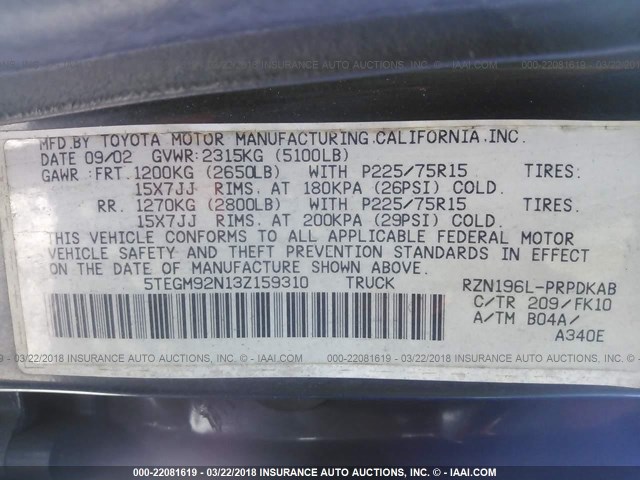 000-22081619 - 03/22/2018 INSURANCE AUTO AUCTIONS, INC. © - IAAI.COM
MFD.BY TOYOTA MOTOR MANUFACTURING,CALIFORNIA,INC.
DATE 09/02 GVWR:2315KG (5100LB)
GAWR:FRT.1200KG (2650LB) WITH P225/75R15 TIRES.
15X7JJ RIMS. AT 180KPA (26PSI) COLD.
RR. 1270KG (2800LB) WITH P225/75R15 TIRES.
15X7JJ RIMS. AT 200KPA (29PSI) COLD.
THIS VEHICLE CONFORMS TO ALL APPLICABLE FEDERAL MOTOR
VEHICLE SAFETY AND THEFT PREVENTION STANDARDS IN EFFECT
ON THE DATE OF MANUFACTURE SHOWN ABOVE.
5TEGM92N13Z159310 TRUCK RZN196L-PRPDKAB
C/TR 209/FK10
A/TM B04A/
A340E
03/22/2018 INSURANCE AUTO AUCTIONS, INC. © - IAAI.COM
000-22081619 - 03/22/2018 INSURANCE AUTO AUCTIONS, INC.
000-22081619 - 03/22/2018 INSURANCE AUTO AUCTIONS, INC. © - IAAI.COM